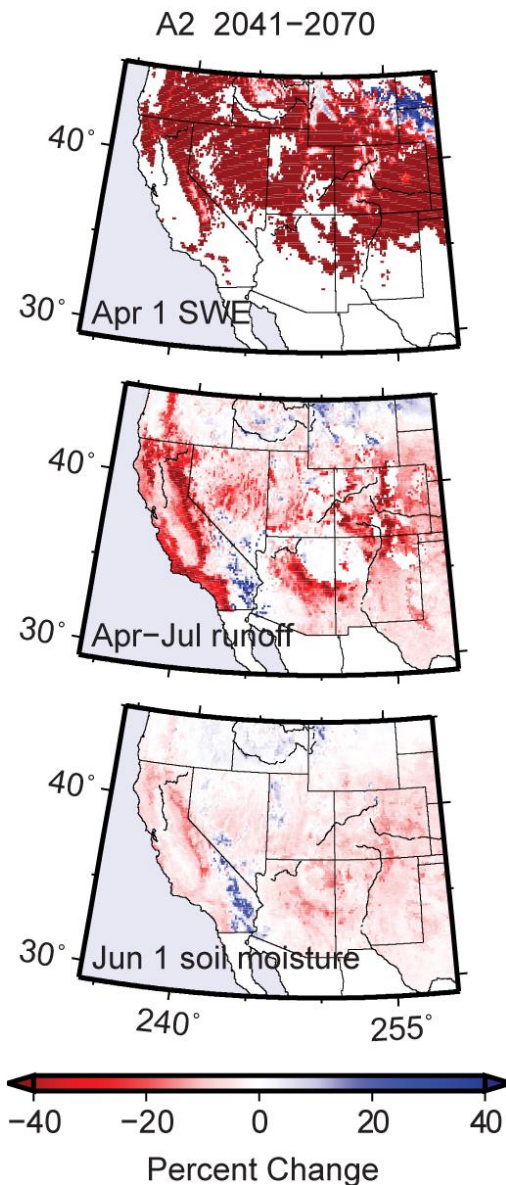 A2 2041−2070
40°
30°
Apr 1 SWE
40°
30°
Apr−Jul runoff
40°
30°
Jun 1 soil moisture
240° 255°
−40 −20 0 20 40
Percent Change